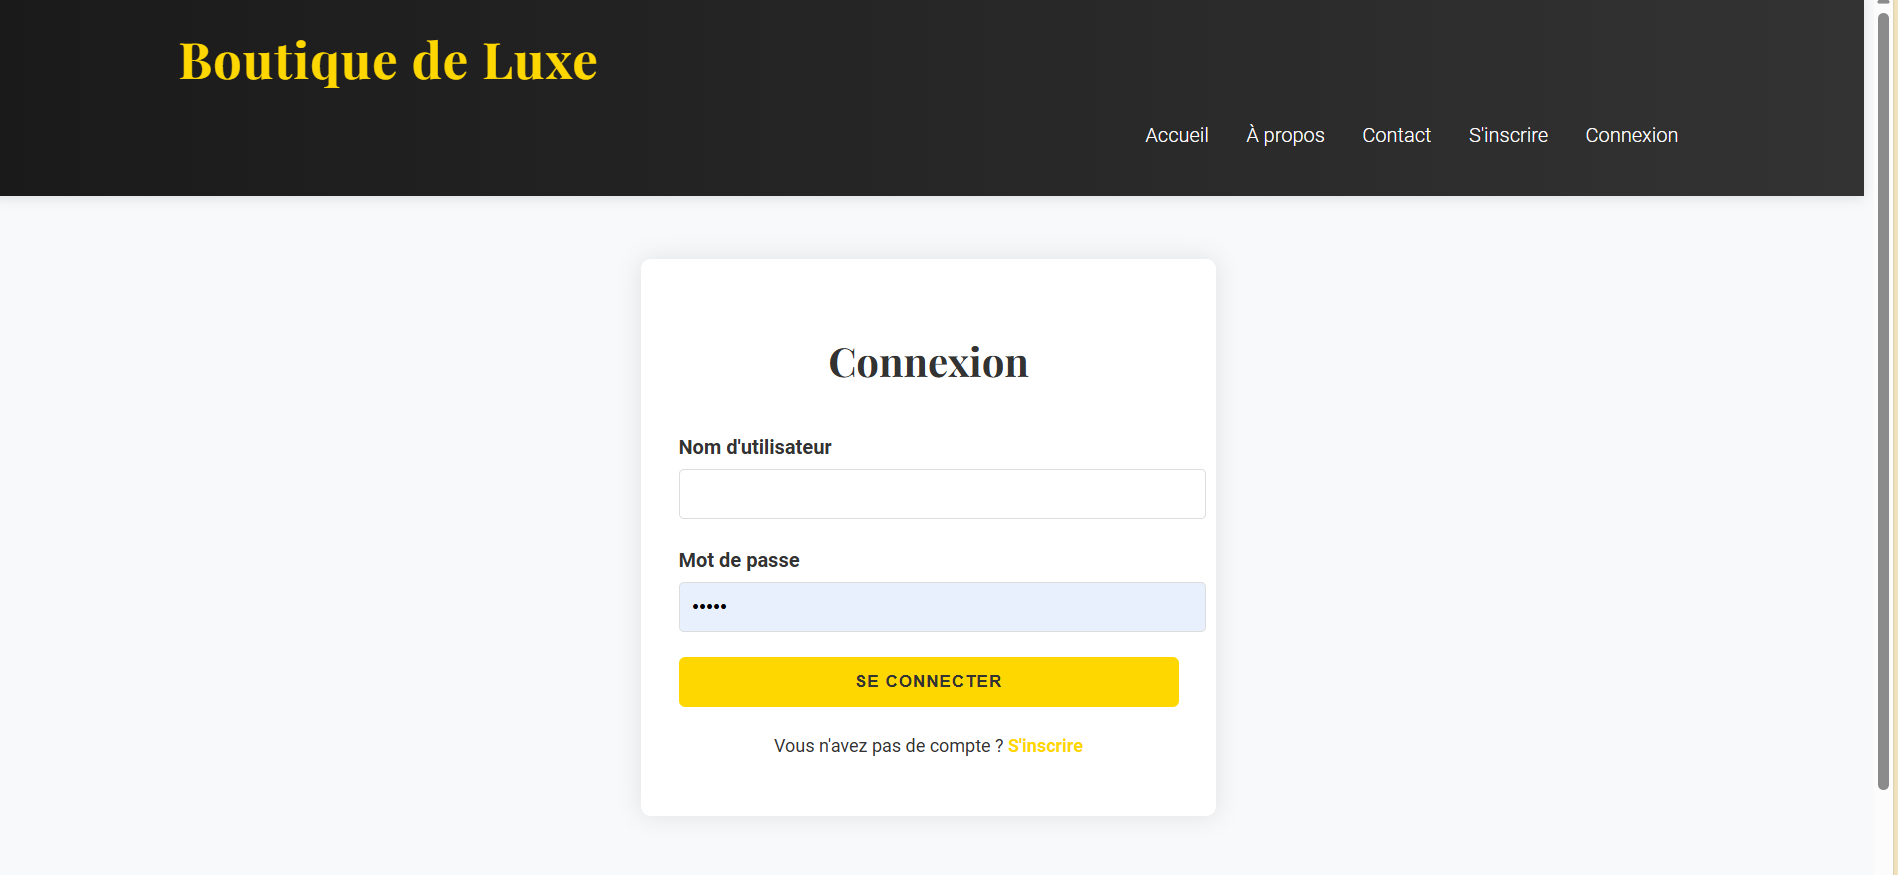 Boutique de Luxe
Accueil À propos Contact S'inscrire Connexion
Connexion
Nom d'utilisateur
Mot de passe
•••••
SE CONNECTER
Vous n'avez pas de compte ? S'inscrire